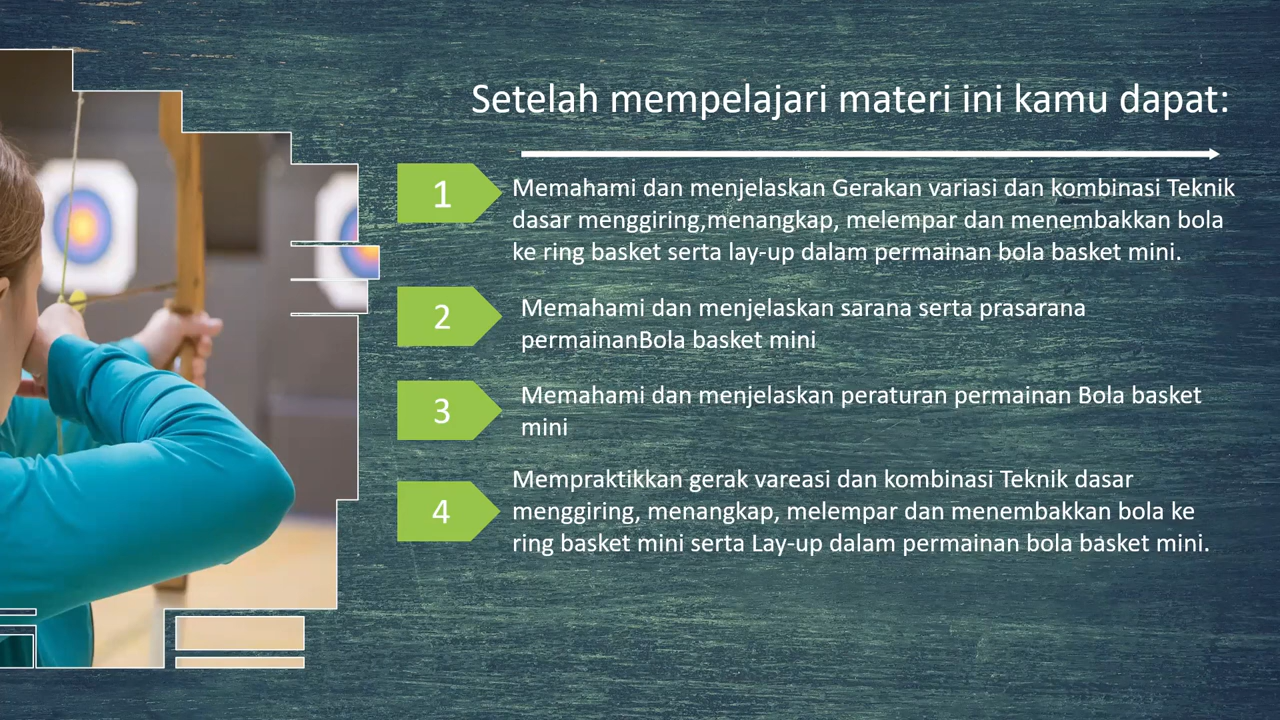 Setelah mempelajari materi ini kamu dapat:
1
Memahami dan menjelaskan Gerakan variasi dan kombinasi Teknik
dasar menggiring,menangkap, melempar dan menembakkan bola
ke ring basket serta lay-up dalam permainan bola basket mini.
2
Memahami dan menjelaskan sarana serta prasarana
permainanBola basket mini
3
Memahami dan menjelaskan peraturan permainan Bola basket
mini
4
Mempraktikkan gerak vareasi dan kombinasi Teknik dasar
menggiring, menangkap, melempar dan menembakkan bola ke
ring basket mini serta Lay-up dalam permainan bola basket mini.